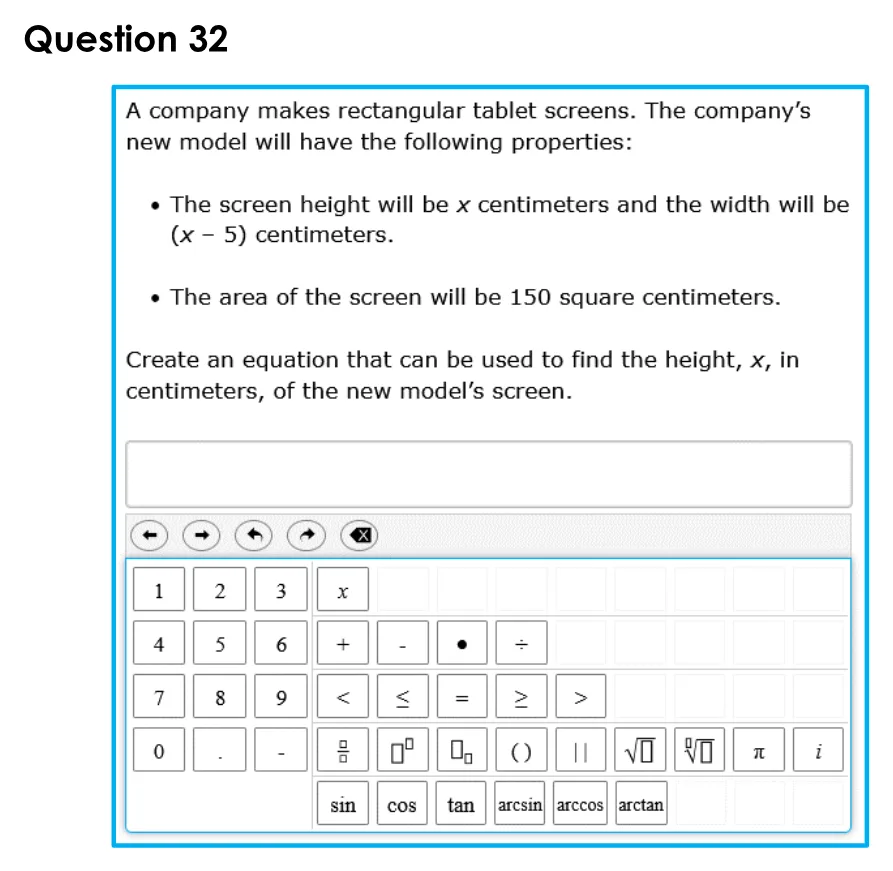 Question 32
A company makes rectangular tablet screens. The company's
new model will have the following properties:
• The screen height will be x centimeters and the width will be
(x – 5) centimeters.
• The area of the screen will be 150 square centimeters.
Create an equation that can be used to find the height, x, in
centimeters, of the new model's screen.
← → ↰ ↱ ⌫
1 2 3 x
4 5 6 + - • ÷
7 8 9 < ≤ = ≥ >
0 . - ▯/▯ ▯^▯ ▯_▯ ( ) | | √▯ ▯√▯ π i
sin cos tan arcsin arccos arctan